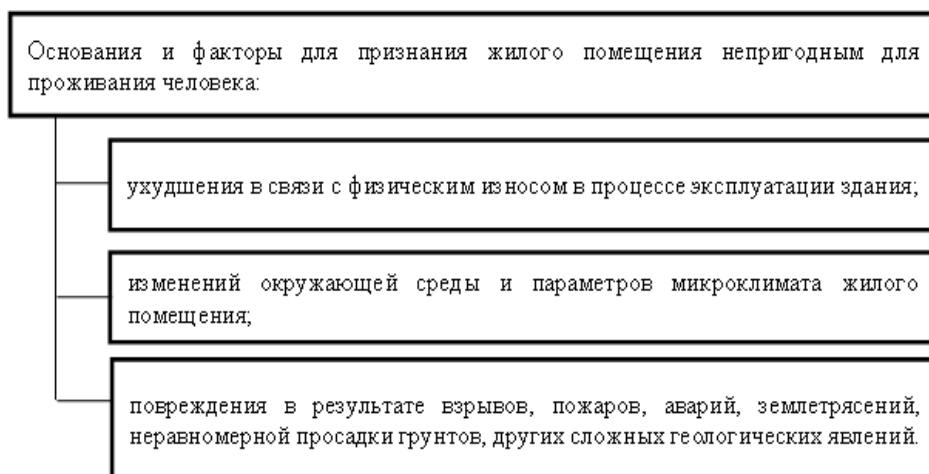 Основания и факторы для признания жилого помещения непригодным для
проживания человека:
ухудшения в связи с физическим износом в процессе эксплуатации здания;
изменений окружающей среды и параметров микроклимата жилого
помещения;
повреждения в результате взрывов, пожаров, аварий, землетрясений,
неравномерной просадки грунтов, других сложных геологических явлений.